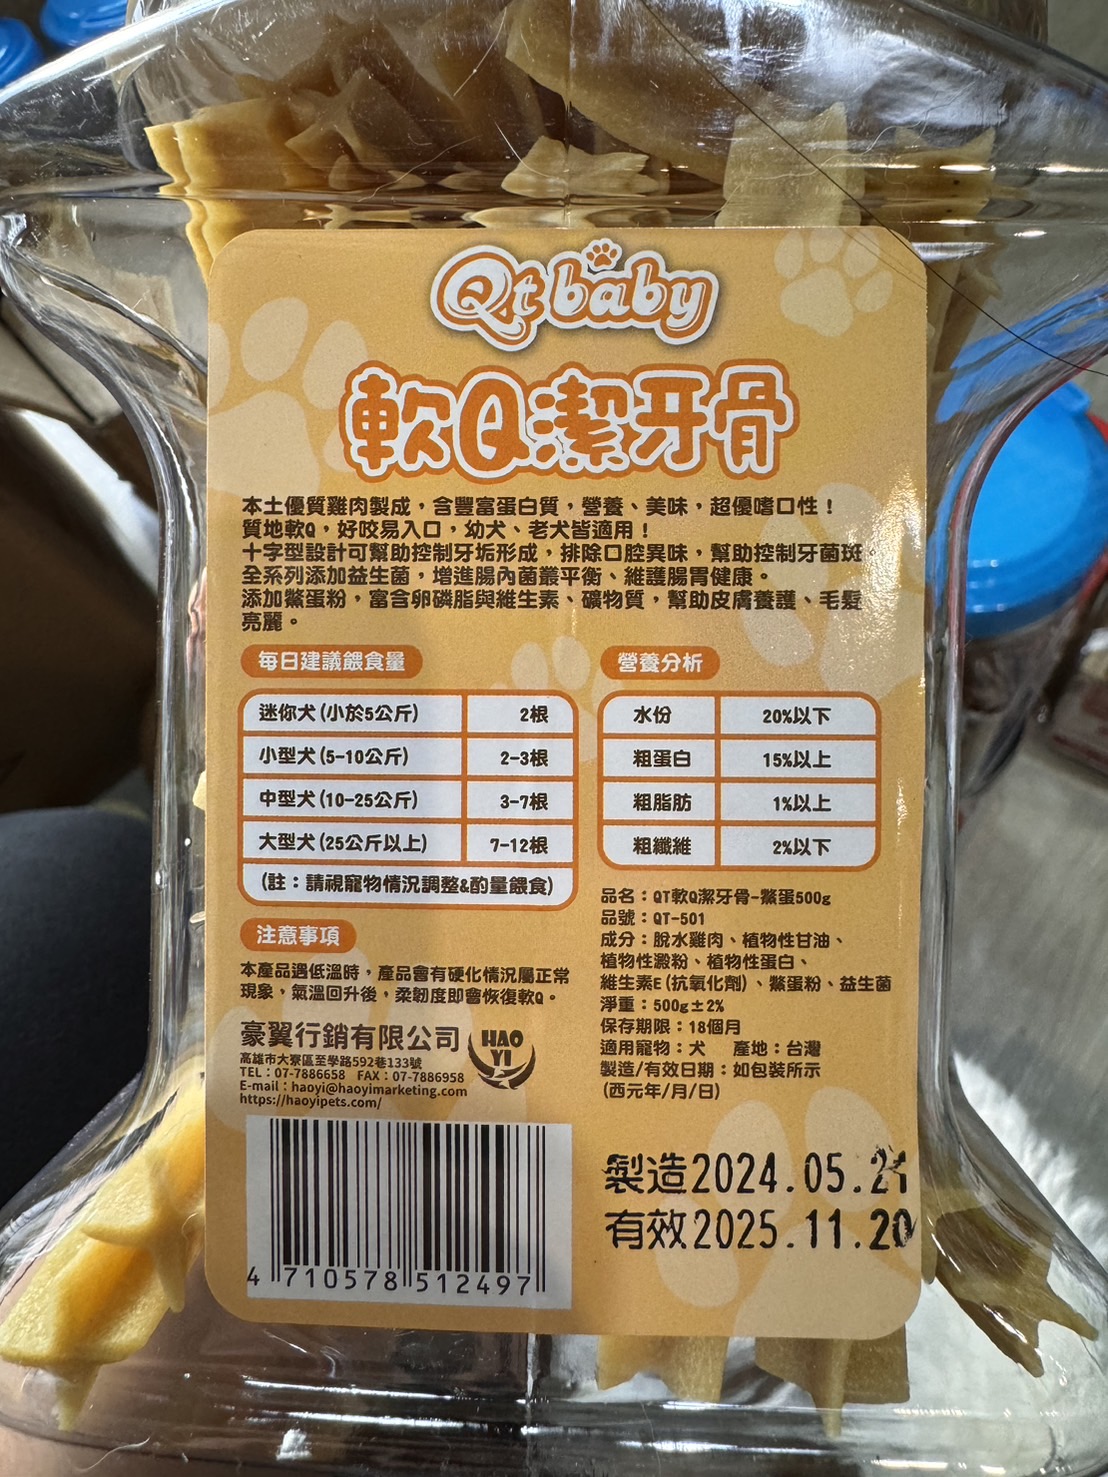 Qt baby
軟Q潔牙骨
本土優質雞肉製成，含豐富蛋白質，營養、美味，超優嗜口性！
質地軟Q，好咬易入口，幼犬、老犬皆適用！
十字型設計可幫助控制牙垢形成，排除口腔異味，幫助控制牙菌斑。
全系列添加益生菌，增進腸內菌叢平衡、維護腸胃健康。
添加鱉蛋粉，富含卵磷脂與維生素、礦物質，幫助皮膚養護、毛髮
亮麗。
每日建議餵食量
迷你犬(小於5公斤) 2根
小型犬(5-10公斤) 2-3根
中型犬(10-25公斤) 3-7根
大型犬(25公斤以上) 7-12根
(註：請視寵物情況調整&酌量餵食)
營養分析
水份 20%以下
粗蛋白 15%以上
粗脂肪 1%以上
粗纖維 2%以下
注意事項
本產品遇低溫時，產品會有硬化情況屬正常
現象，氣溫回升後，柔韌度即會恢復軟Q。
豪翼行銷有限公司
HAO
YI
高雄市大寮區至學路592巷133號
TEL：07-7886658 FAX：07-7886958
E-mail：haoyi@haoyimarketing.com
https://haoyipets.com/
4 710578 512497
品名：QT軟Q潔牙骨-鱉蛋500g
品號：QT-501
成分：脫水雞肉、植物性甘油、
植物性澱粉、植物性蛋白、
維生素E(抗氧化劑)、鱉蛋粉、益生菌
淨重：500g±2%
保存期限：18個月
適用寵物：犬 產地：台灣
製造/有效日期：如包裝所示
(西元年/月/日)
製造2024.05.21
有效2025.11.20